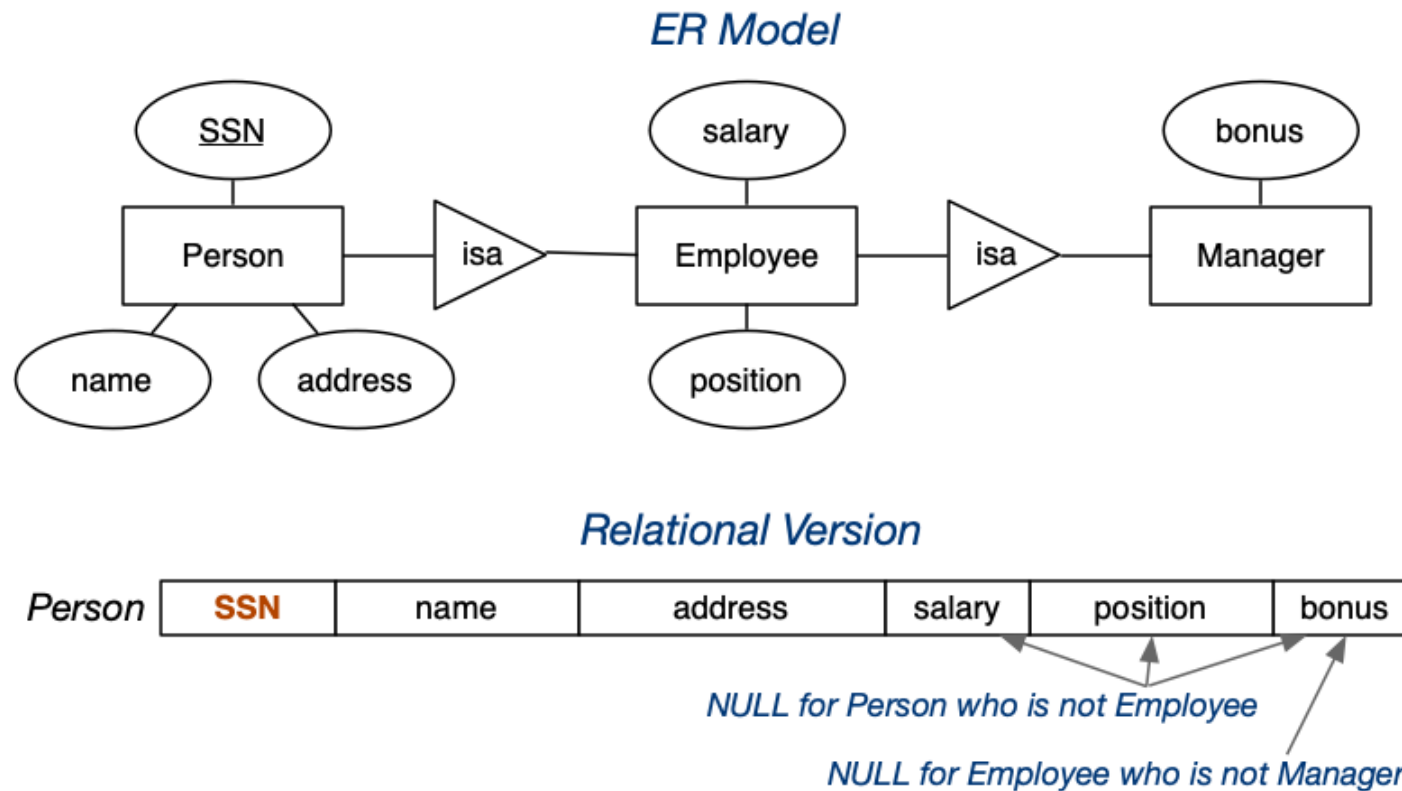 ER Model
SSN
salary
bonus
Person
isa
Employee
isa
Manager
name
address
position
Relational Version
Person SSN name address salary position bonus
NULL for Person who is not Employee
NULL for Employee who is not Manager